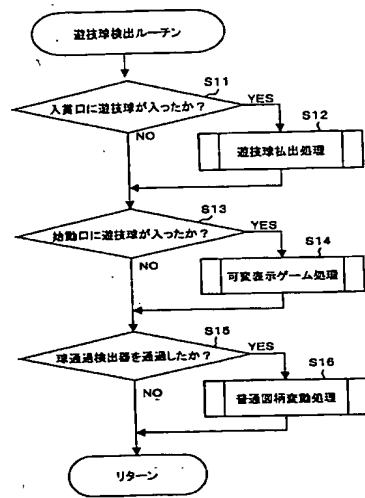 遊技球検出ルーチン
S11
入賞口に遊技球が入ったか？
YES
S12
NO
遊技球払出処理
S13
始動口に遊技球が入ったか？
YES
S14
NO
可変表示ゲーム処理
S15
球通過検出器を通過したか？
YES
S16
NO
普通図柄変動処理
リターン